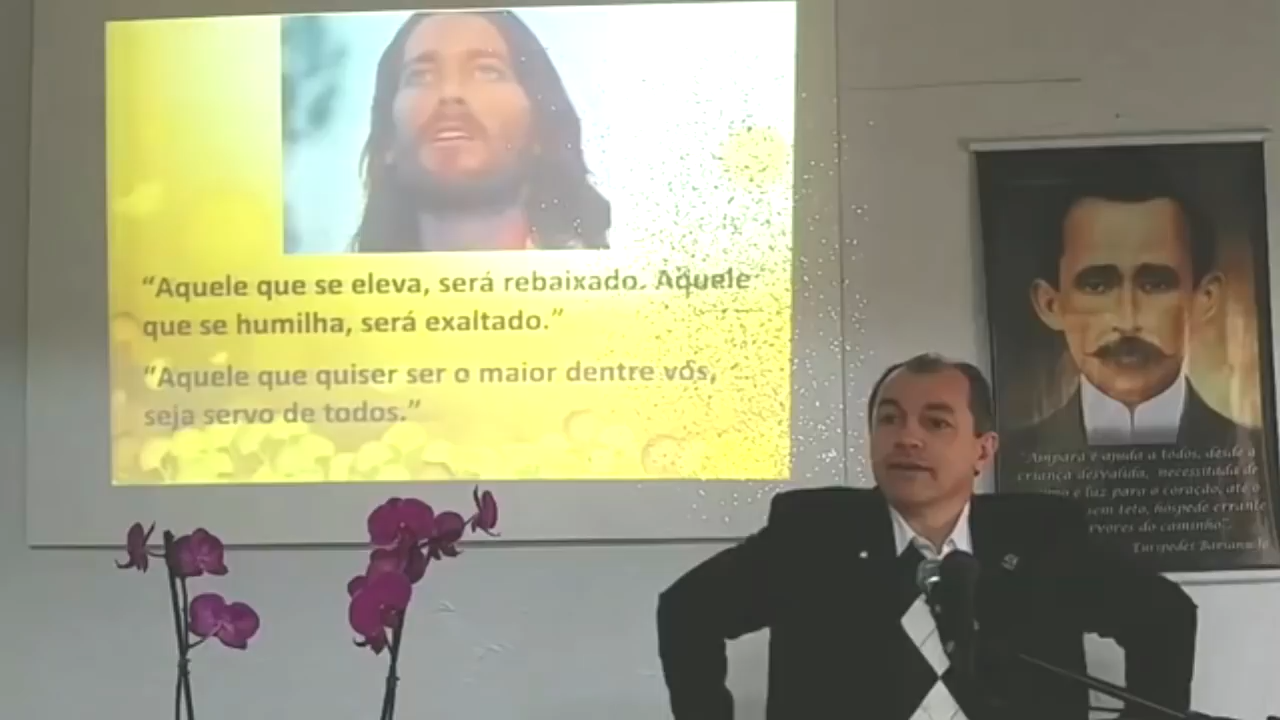 “Aquele que se eleva, será rebaixado. Aquele
que se humilha, será exaltado.”
“Aquele que quiser ser o maior dentre vós,
seja servo de todos.”
“Ampara e ajuda a todos, desde a
criança desvalida, necessitada de
e luz para o coração, até o
sem teto, hóspede errante
do caminho”.
Eurípedes Barsanulfo